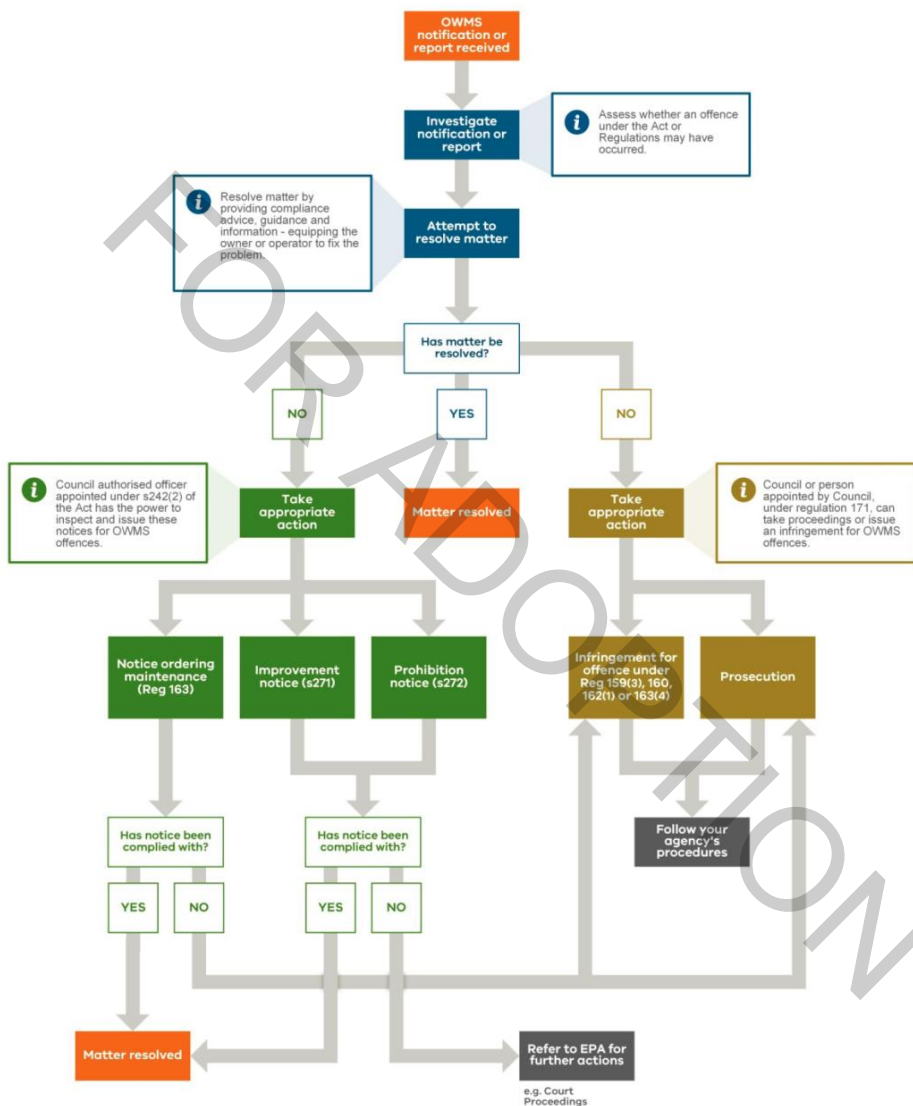 OWMS
notification or
report received
Investigate
notification or
report
Assess whether an offence
under the Act or
Regulations may have
occurred.
Resolve matter by
providing compliance
advice, guidance and
information - equipping the
owner or operator to fix the
problem.
Attempt to
resolve matter
Has matter be
resolved?
NO
YES
NO
Council authorised officer
appointed under s242(2) of
the Act has the power to
inspect and issue these
notices for OWMS
offences.
Take
appropriate
action
Matter resolved
Take
appropriate
action
Council or person
appointed by Council,
under regulation 171, can
take proceedings or issue
an infringement for OWMS
offences.
Notice ordering
maintenance
(Reg 163)
Improvement
notice (s271)
Prohibition
notice (s272)
Infringement for
offence under
Reg 159(3), 160,
162(1) or 163(4)
Prosecution
Has notice been
complied with?
Has notice been
complied with?
Follow your
agency's
procedures
YES
NO
YES
NO
Matter resolved
Refer to EPA for
further actions
e.g. Court
Proceedings
FOR ADOPTION